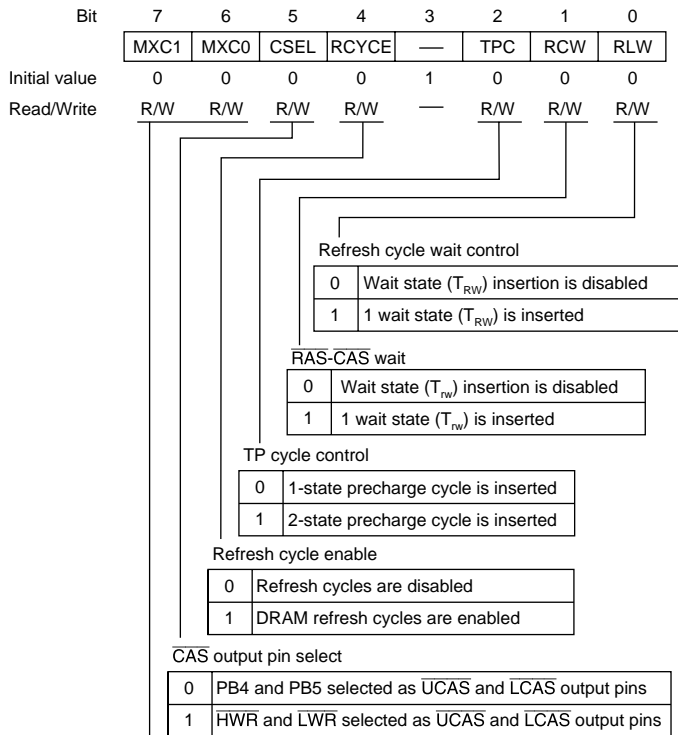 Bit 7 6 5 4 3 2 1 0
MXC1 MXC0 CSEL RCYCE — TPC RCW RLW
Initial value 0 0 0 0 1 0 0 0
Read/Write R/W R/W R/W R/W — R/W R/W R/W
Refresh cycle wait control
0 Wait state (TRW) insertion is disabled
1 1 wait state (TRW) is inserted
RAS-CAS wait
0 Wait state (Trw) insertion is disabled
1 1 wait state (Trw) is inserted
TP cycle control
0 1-state precharge cycle is inserted
1 2-state precharge cycle is inserted
Refresh cycle enable
0 Refresh cycles are disabled
1 DRAM refresh cycles are enabled
CAS output pin select
0 PB4 and PB5 selected as UCAS and LCAS output pins
1 HWR and LWR selected as UCAS and LCAS output pins